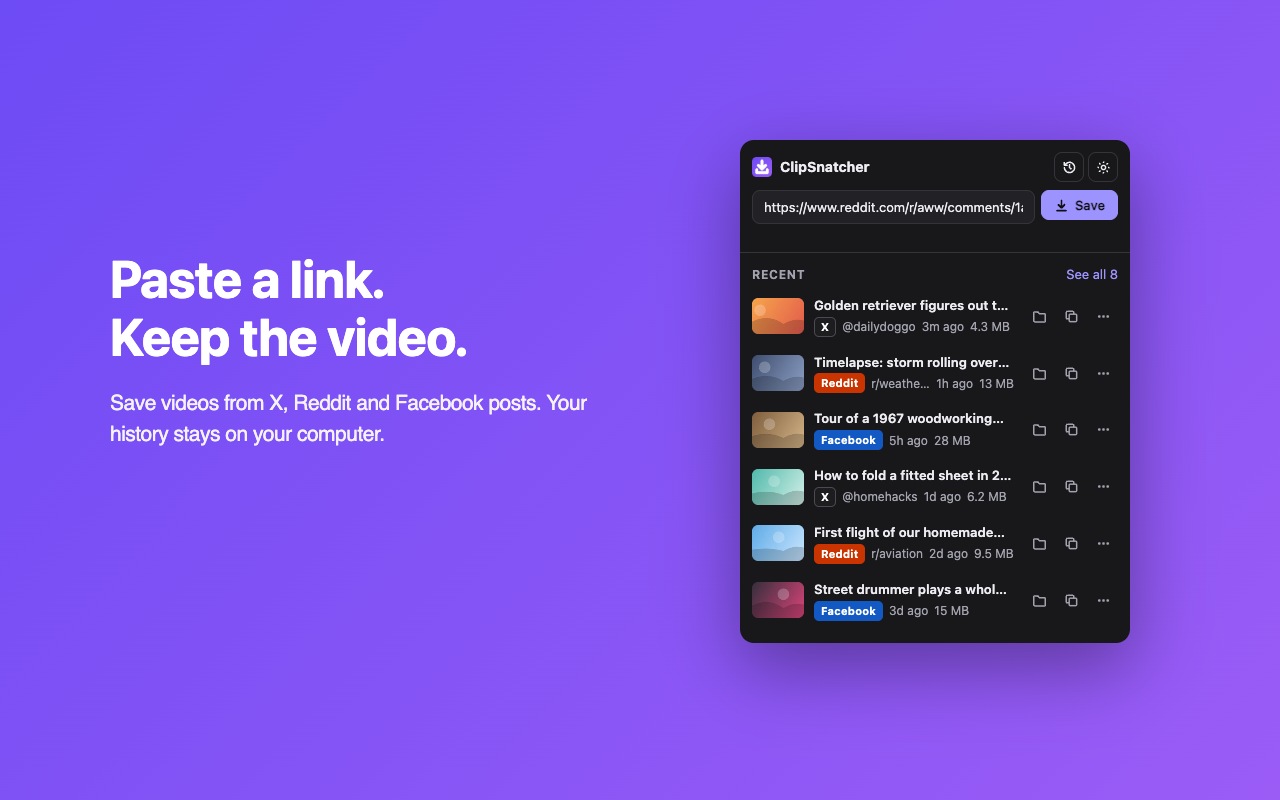 Paste a link.
Keep the video.
Save videos from X, Reddit and Facebook posts. Your
history stays on your computer.
ClipSnatcher
https://www.reddit.com/r/aww/comments/1a
Save
RECENT
See all 8
Golden retriever figures out t...
X @dailydoggo 3m ago 4.3 MB
Timelapse: storm rolling over...
Reddit r/weathe... 1h ago 13 MB
Tour of a 1967 woodworking...
Facebook 5h ago 28 MB
How to fold a fitted sheet in 2...
X @homehacks 1d ago 6.2 MB
First flight of our homemade...
Reddit r/aviation 2d ago 9.5 MB
Street drummer plays a whol...
Facebook 3d ago 15 MB